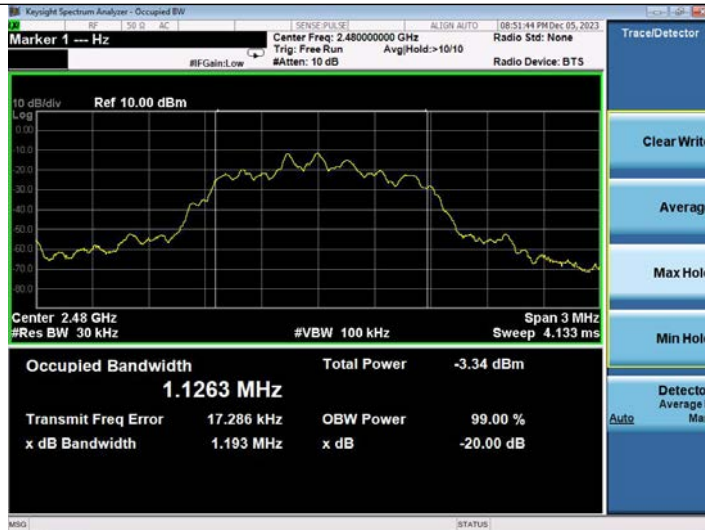 Keysight Spectrum Analyzer - Occupied BW
RF 50 Ω AC SENSE:PULSE ALIGN AUTO 08:51:44 PM Dec 05, 2023
Marker 1 --- Hz
Center Freq: 2.480000000 GHz
Radio Std: None
Trig: Free Run Avg|Hold:>10/10
#IFGain:Low #Atten: 10 dB Radio Device: BTS
Trace/Detector
10 dB/div Ref 10.00 dBm
Log
0.00
-10.0
-20.0
-30.0
-40.0
-50.0
-60.0
-70.0
-80.0
Center 2.48 GHz Span 3 MHz
#Res BW 30 kHz #VBW 100 kHz Sweep 4.133 ms
Occupied Bandwidth Total Power -3.34 dBm
1.1263 MHz
Transmit Freq Error 17.286 kHz OBW Power 99.00 %
x dB Bandwidth 1.193 MHz x dB -20.00 dB
Clear Write
Averag
Max Hol
Min Hol
Detecto
Average
Auto Ma
MSG STATUS